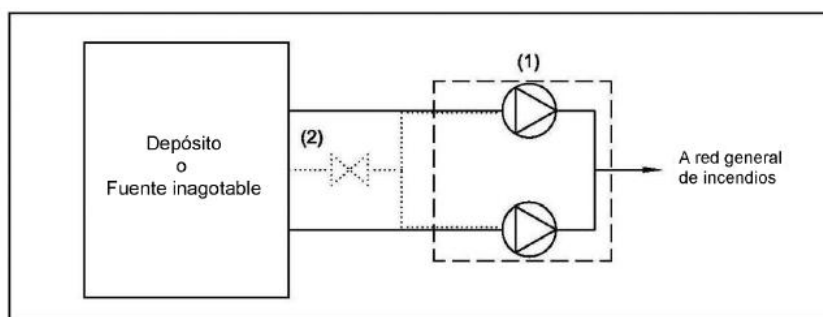 (1)
(2)
Depósito
o
Fuente inagotable
A red general
de incendios